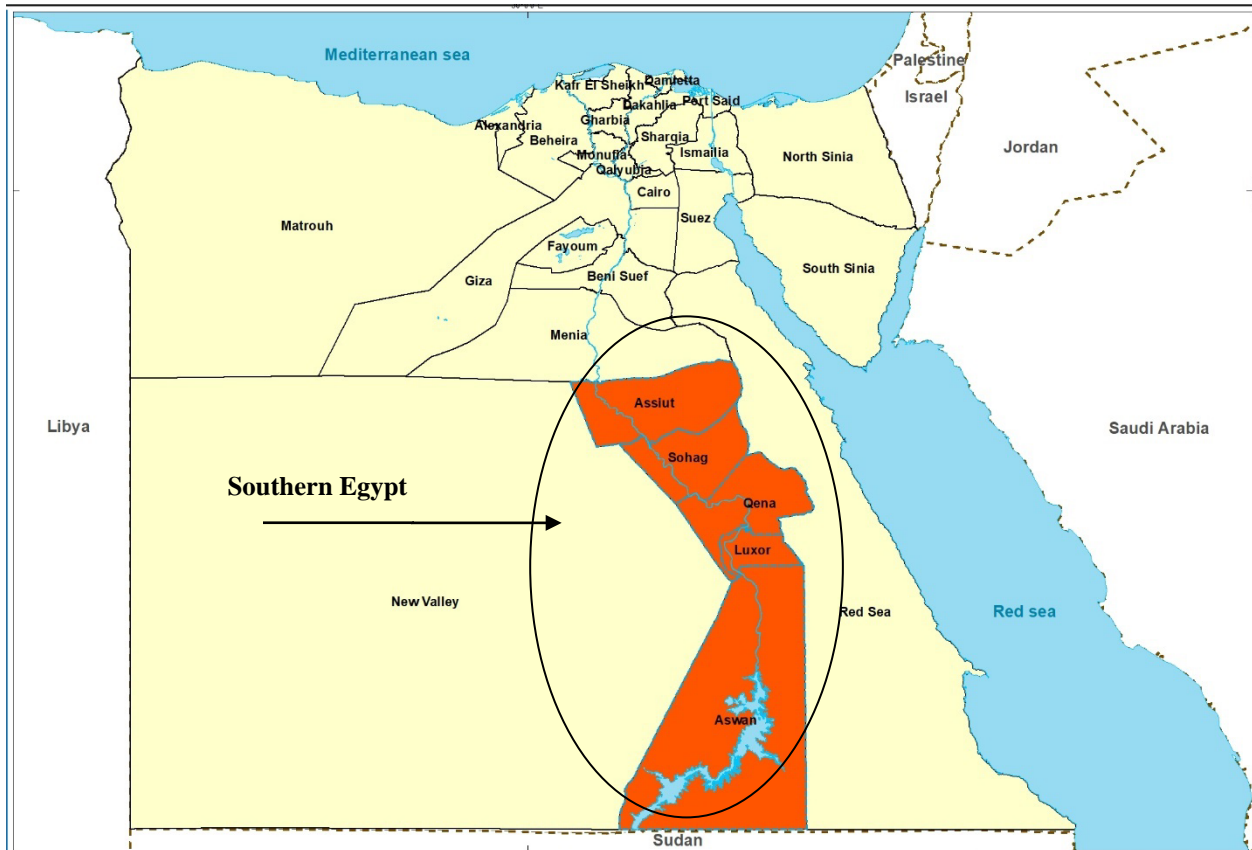 Mediterranean sea
Palestine
Israel
Jordan
Kafr El Sheikh
Damietta
Dakahlia
Port Said
Alexandria
Gharbia
Beheira
Sharqia
Monufia
Ismailia
North Sinia
Qalyubia
Cairo
Matrouh
Suez
Fayoum
South Sinia
Giza
Beni Suef
Menia
Libya
Assiut
Saudi Arabia
Sohag
Southern Egypt
Qena
Luxor
New Valley
Red Sea
Red sea
Aswan
Sudan